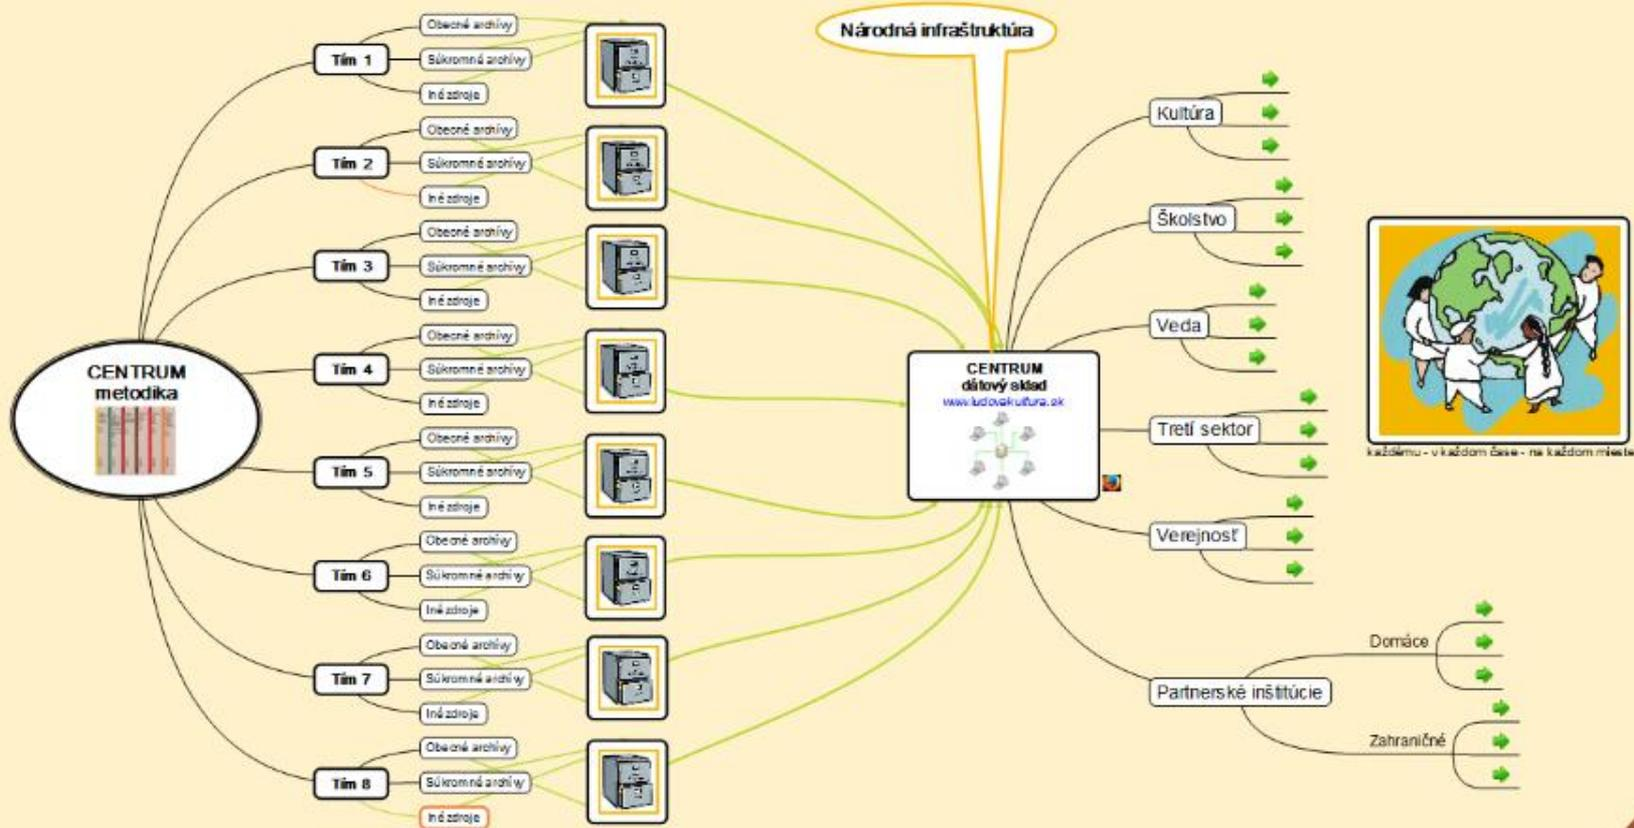 Národná infraštruktúra
CENTRUM
metodika
Tím 1
Obecné archívy
Súkromné archívy
Iné zdroje
Tím 2
Obecné archívy
Súkromné archívy
Iné zdroje
Tím 3
Obecné archívy
Súkromné archívy
Iné zdroje
Tím 4
Obecné archívy
Súkromné archívy
Iné zdroje
Tím 5
Obecné archívy
Súkromné archívy
Iné zdroje
Tím 6
Obecné archívy
Súkromné archívy
Iné zdroje
Tím 7
Obecné archívy
Súkromné archívy
Iné zdroje
Tím 8
Obecné archívy
Súkromné archívy
Iné zdroje
CENTRUM
dátový sklad
www.ludovakultura.sk
Kultúra
Školstvo
Veda
Tretí sektor
Verejnosť
Partnerské inštitúcie
Domáce
Zahraničné
každému - v každom čase - na každom mieste